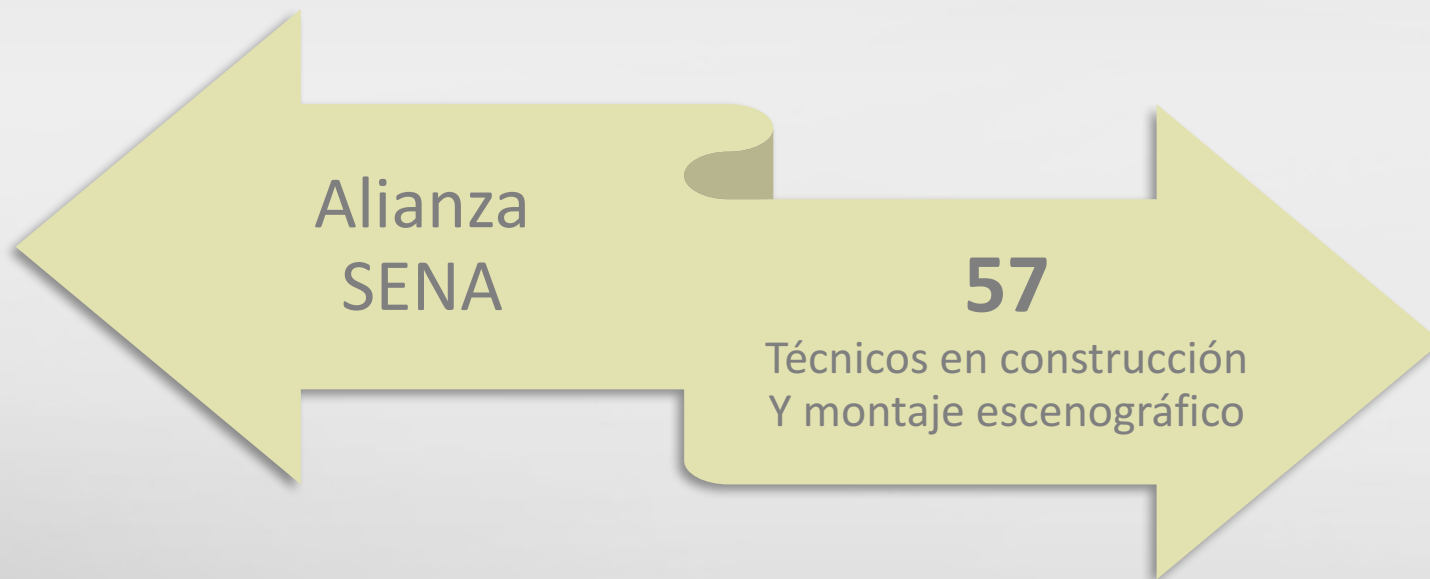 Alianza
SENA
57
Técnicos en construcción
Y montaje escenográfico